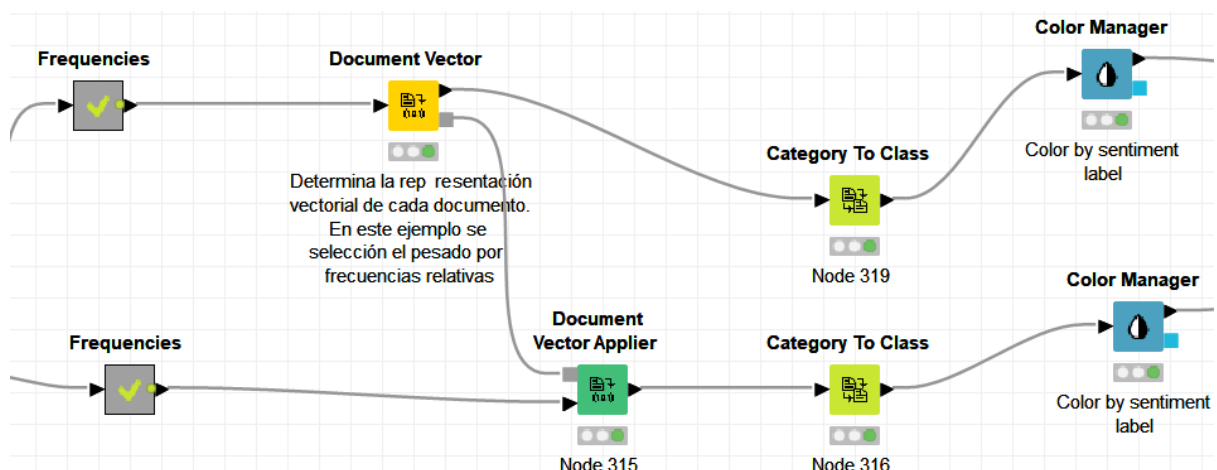 Color Manager
Frequencies
Document Vector
Category To Class
Color by sentiment
label
Determina la rep  resentación
vectorial de cada documento.
En este ejemplo se
selección el pesado por
frecuencias relativas
Node 319
Color Manager
Frequencies
Document
Vector Applier
Category To Class
Color by sentiment
label
Node 315
Node 316